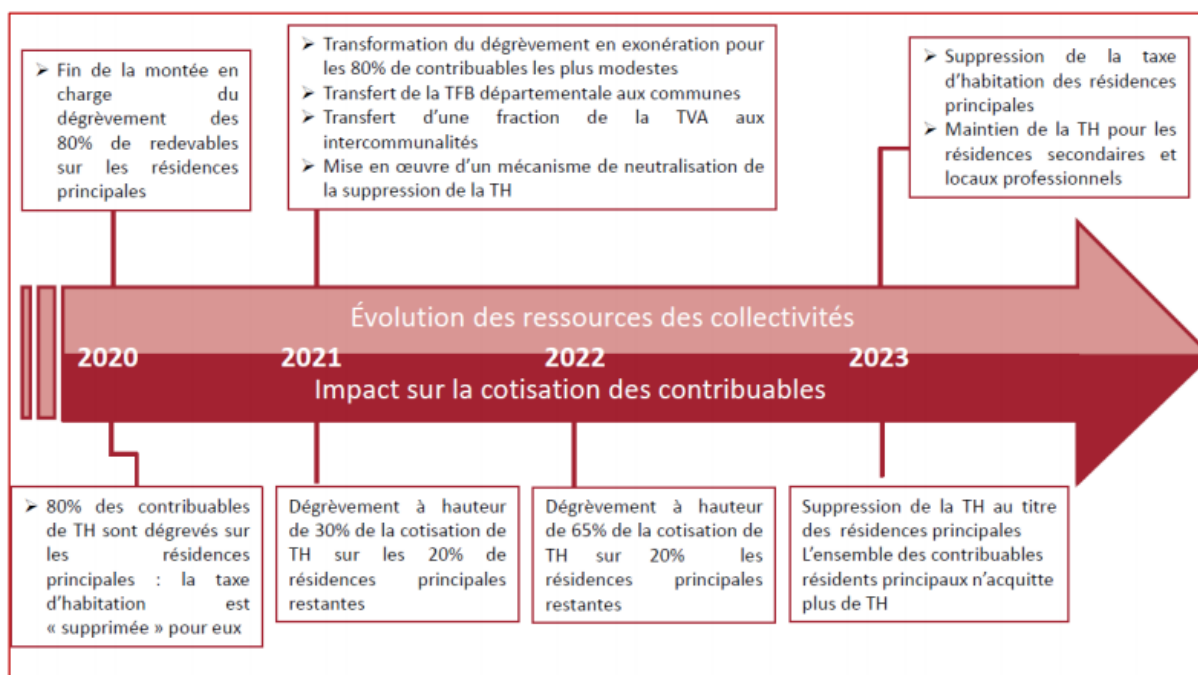 ➤ Fin de la montée en
charge du
dégrèvement des
80% de redevables
sur les résidences
principales
➤ Transformation du dégrèvement en exonération pour
les 80% de contribuables les plus modestes
➤ Transfert de la TFB départementale aux communes
➤ Transfert d'une fraction de la TVA aux
intercommunalités
➤ Mise en œuvre d'un mécanisme de neutralisation de
la suppression de la TH
➤ Suppression de la taxe
d'habitation des résidences
principales
➤ Maintien de la TH pour les
résidences secondaires et
locaux professionnels
Évolution des ressources des collectivités
2020 2021 2022 2023
Impact sur la cotisation des contribuables
➤ 80% des contribuables
de TH sont dégrevés sur
les résidences
principales : la taxe
d'habitation est
« supprimée » pour eux
Dégrèvement à hauteur
de 30% de la cotisation de
TH sur les 20% de
résidences principales
restantes
Dégrèvement à hauteur
de 65% de la cotisation de
TH sur 20% les
résidences principales
restantes
Suppression de la TH au titre
des résidences principales
L'ensemble des contribuables
résidents principaux n'acquitte
plus de TH